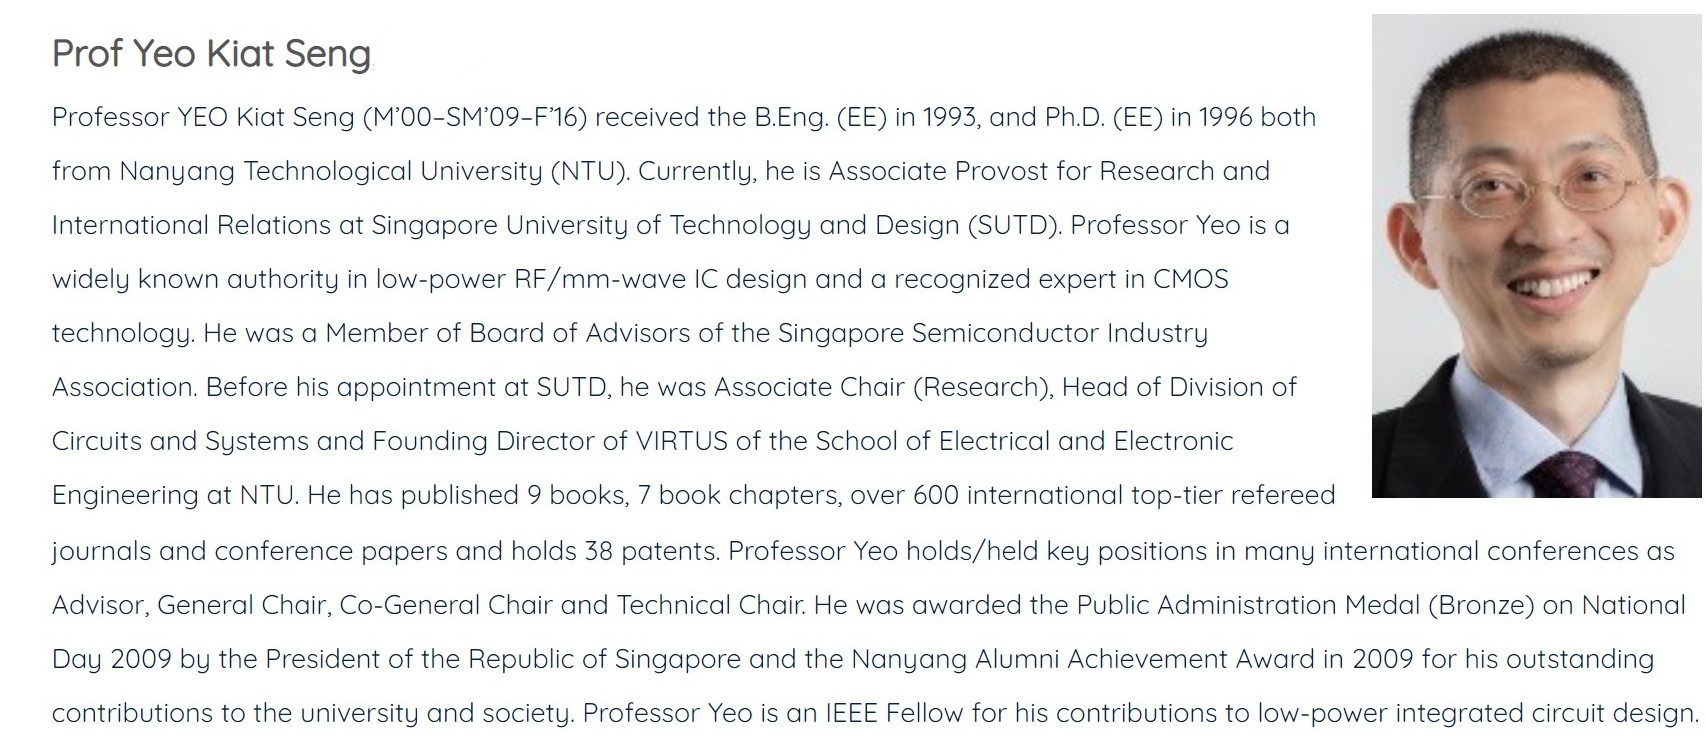 Prof Yeo Kiat Seng
Professor YEO Kiat Seng (M’00–SM’09–F’16) received the B.Eng. (EE) in 1993, and Ph.D. (EE) in 1996 both
from Nanyang Technological University (NTU). Currently, he is Associate Provost for Research and
International Relations at Singapore University of Technology and Design (SUTD). Professor Yeo is a
widely known authority in low-power RF/mm-wave IC design and a recognized expert in CMOS
technology. He was a Member of Board of Advisors of the Singapore Semiconductor Industry
Association. Before his appointment at SUTD, he was Associate Chair (Research), Head of Division of
Circuits and Systems and Founding Director of VIRTUS of the School of Electrical and Electronic
Engineering at NTU. He has published 9 books, 7 book chapters, over 600 international top-tier refereed
journals and conference papers and holds 38 patents. Professor Yeo holds/held key positions in many international conferences as
Advisor, General Chair, Co-General Chair and Technical Chair. He was awarded the Public Administration Medal (Bronze) on National
Day 2009 by the President of the Republic of Singapore and the Nanyang Alumni Achievement Award in 2009 for his outstanding
contributions to the university and society. Professor Yeo is an IEEE Fellow for his contributions to low-power integrated circuit design.